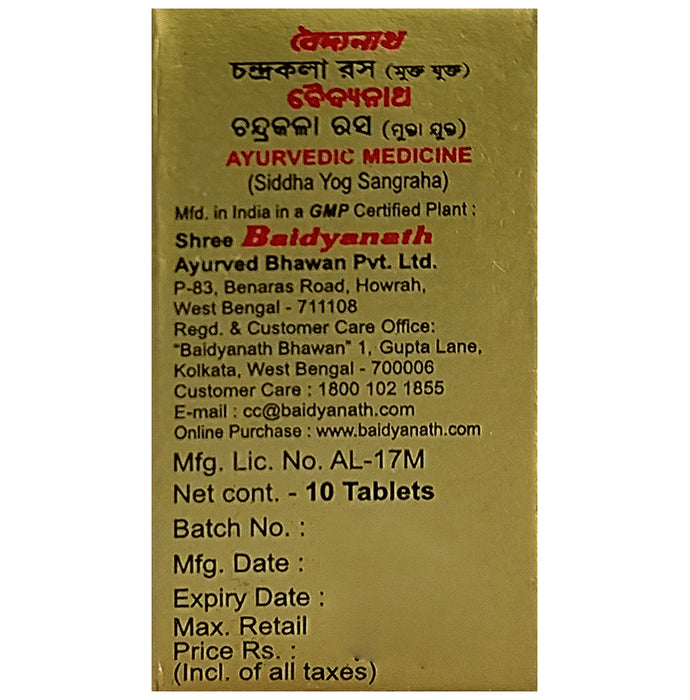 বৈদ্যনাথ
চন্দ্রকলা রস (মুক্তা যুক্ত)
ବୈଦ୍ୟନାଥ
ଚନ୍ଦ୍ରକଳା ରସ (ମୁକ୍ତା ଯୁକ୍ତ)
AYURVEDIC MEDICINE
(Siddha Yog Sangraha)
Mfd. in India in a GMP Certified Plant :
Shree Baidyanath
Ayurved Bhawan Pvt. Ltd.
P-83, Benaras Road, Howrah,
West Bengal - 711108
Regd. & Customer Care Office:
"Baidyanath Bhawan" 1, Gupta Lane,
Kolkata, West Bengal - 700006
Customer Care : 1800 102 1855
E-mail : cc@baidyanath.com
Online Purchase : www.baidyanath.com
Mfg. Lic. No. AL-17M
Net cont. - 10 Tablets
Batch No. :
Mfg. Date :
Expiry Date :
Max. Retail
Price Rs. :
(Incl. of all taxes)